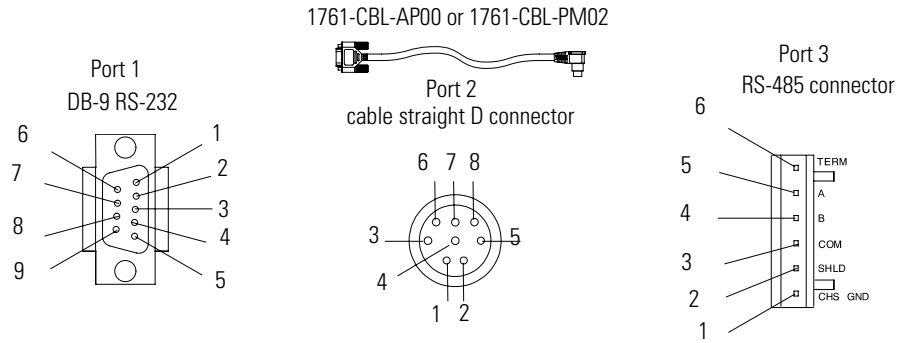 1761-CBL-AP00 or 1761-CBL-PM02
Port 1
DB-9 RS-232
6
7
8
9
1
2
3
4
5
Port 2
cable straight D connector
6 7 8
3
5
4
1 2
Port 3
RS-485 connector
6
5
4
3
2
1
TERM
A
B
COM
SHLD
CHS GND